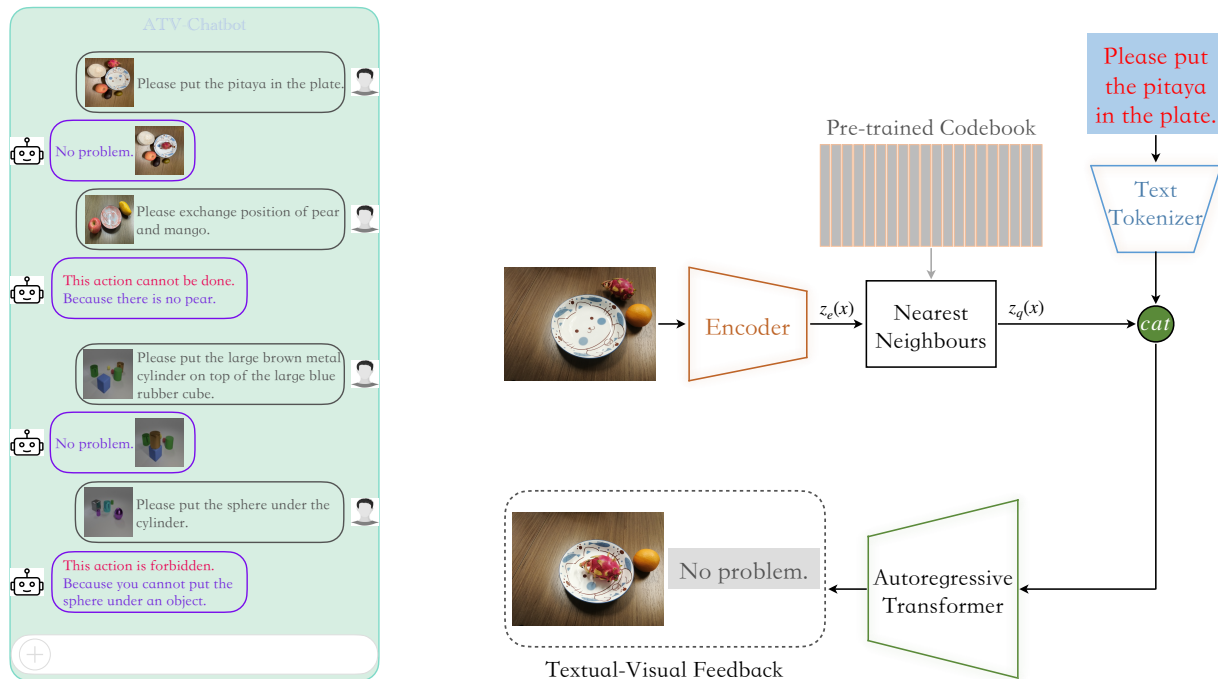 ATV-Chatbot
Please put the pitaya in the plate.
No problem.
Please exchange position of pear
and mango.
This action cannot be done.
Because there is no pear.
Please put the large brown metal
cylinder on top of the large blue
rubber cube.
No problem.
Please put the sphere under the
cylinder.
This action is forbidden.
Because you cannot put the
sphere under an object.
Please put
the pitaya
in the plate.
Pre-trained Codebook
Text
Tokenizer
Encoder
z_e(x)
Nearest
Neighbours
z_q(x)
cat
No problem.
Autoregressive
Transformer
Textual-Visual Feedback